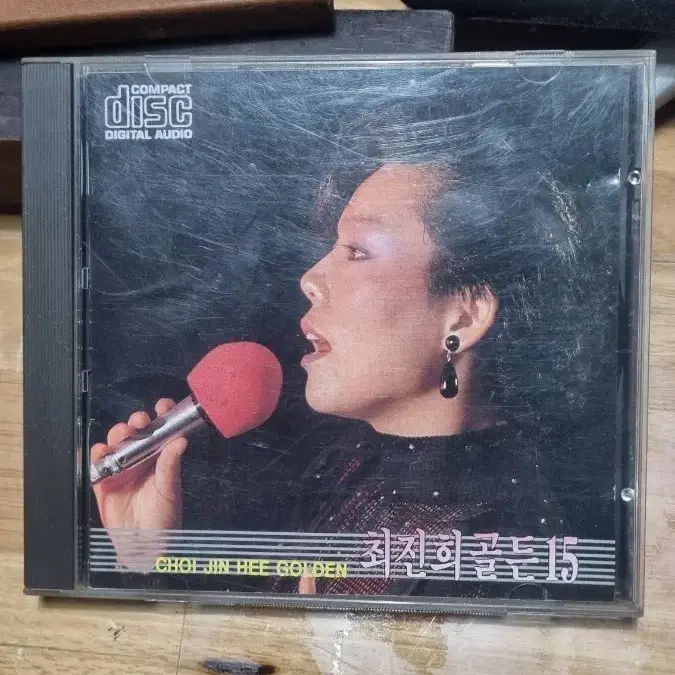 COMPACT
disc
DIGITAL AUDIO
CHOI JIN HEE GOLDEN 최진희골든15